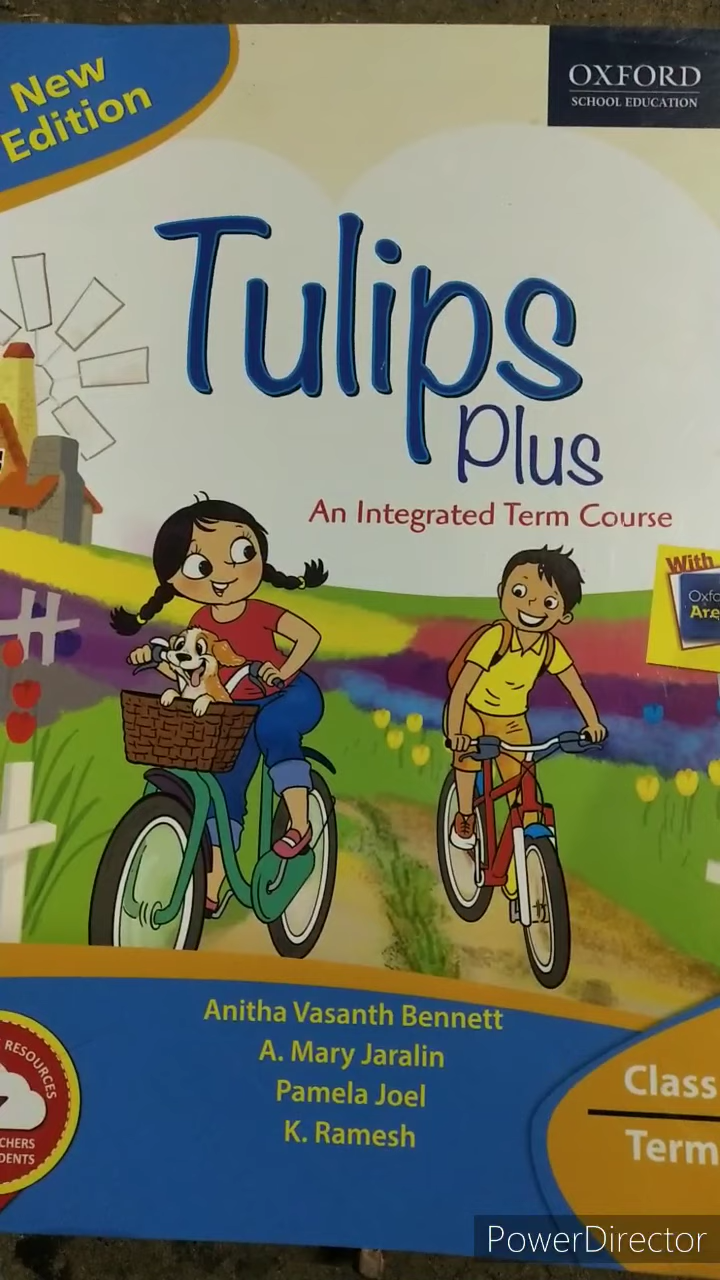 New
Edition
OXFORD
SCHOOL EDUCATION
Tulips
Plus
An Integrated Term Course
With
Anitha Vasanth Bennett
A. Mary Jaralin
Pamela Joel
K. Ramesh
RESOURCES
Class
Term
PowerDirector